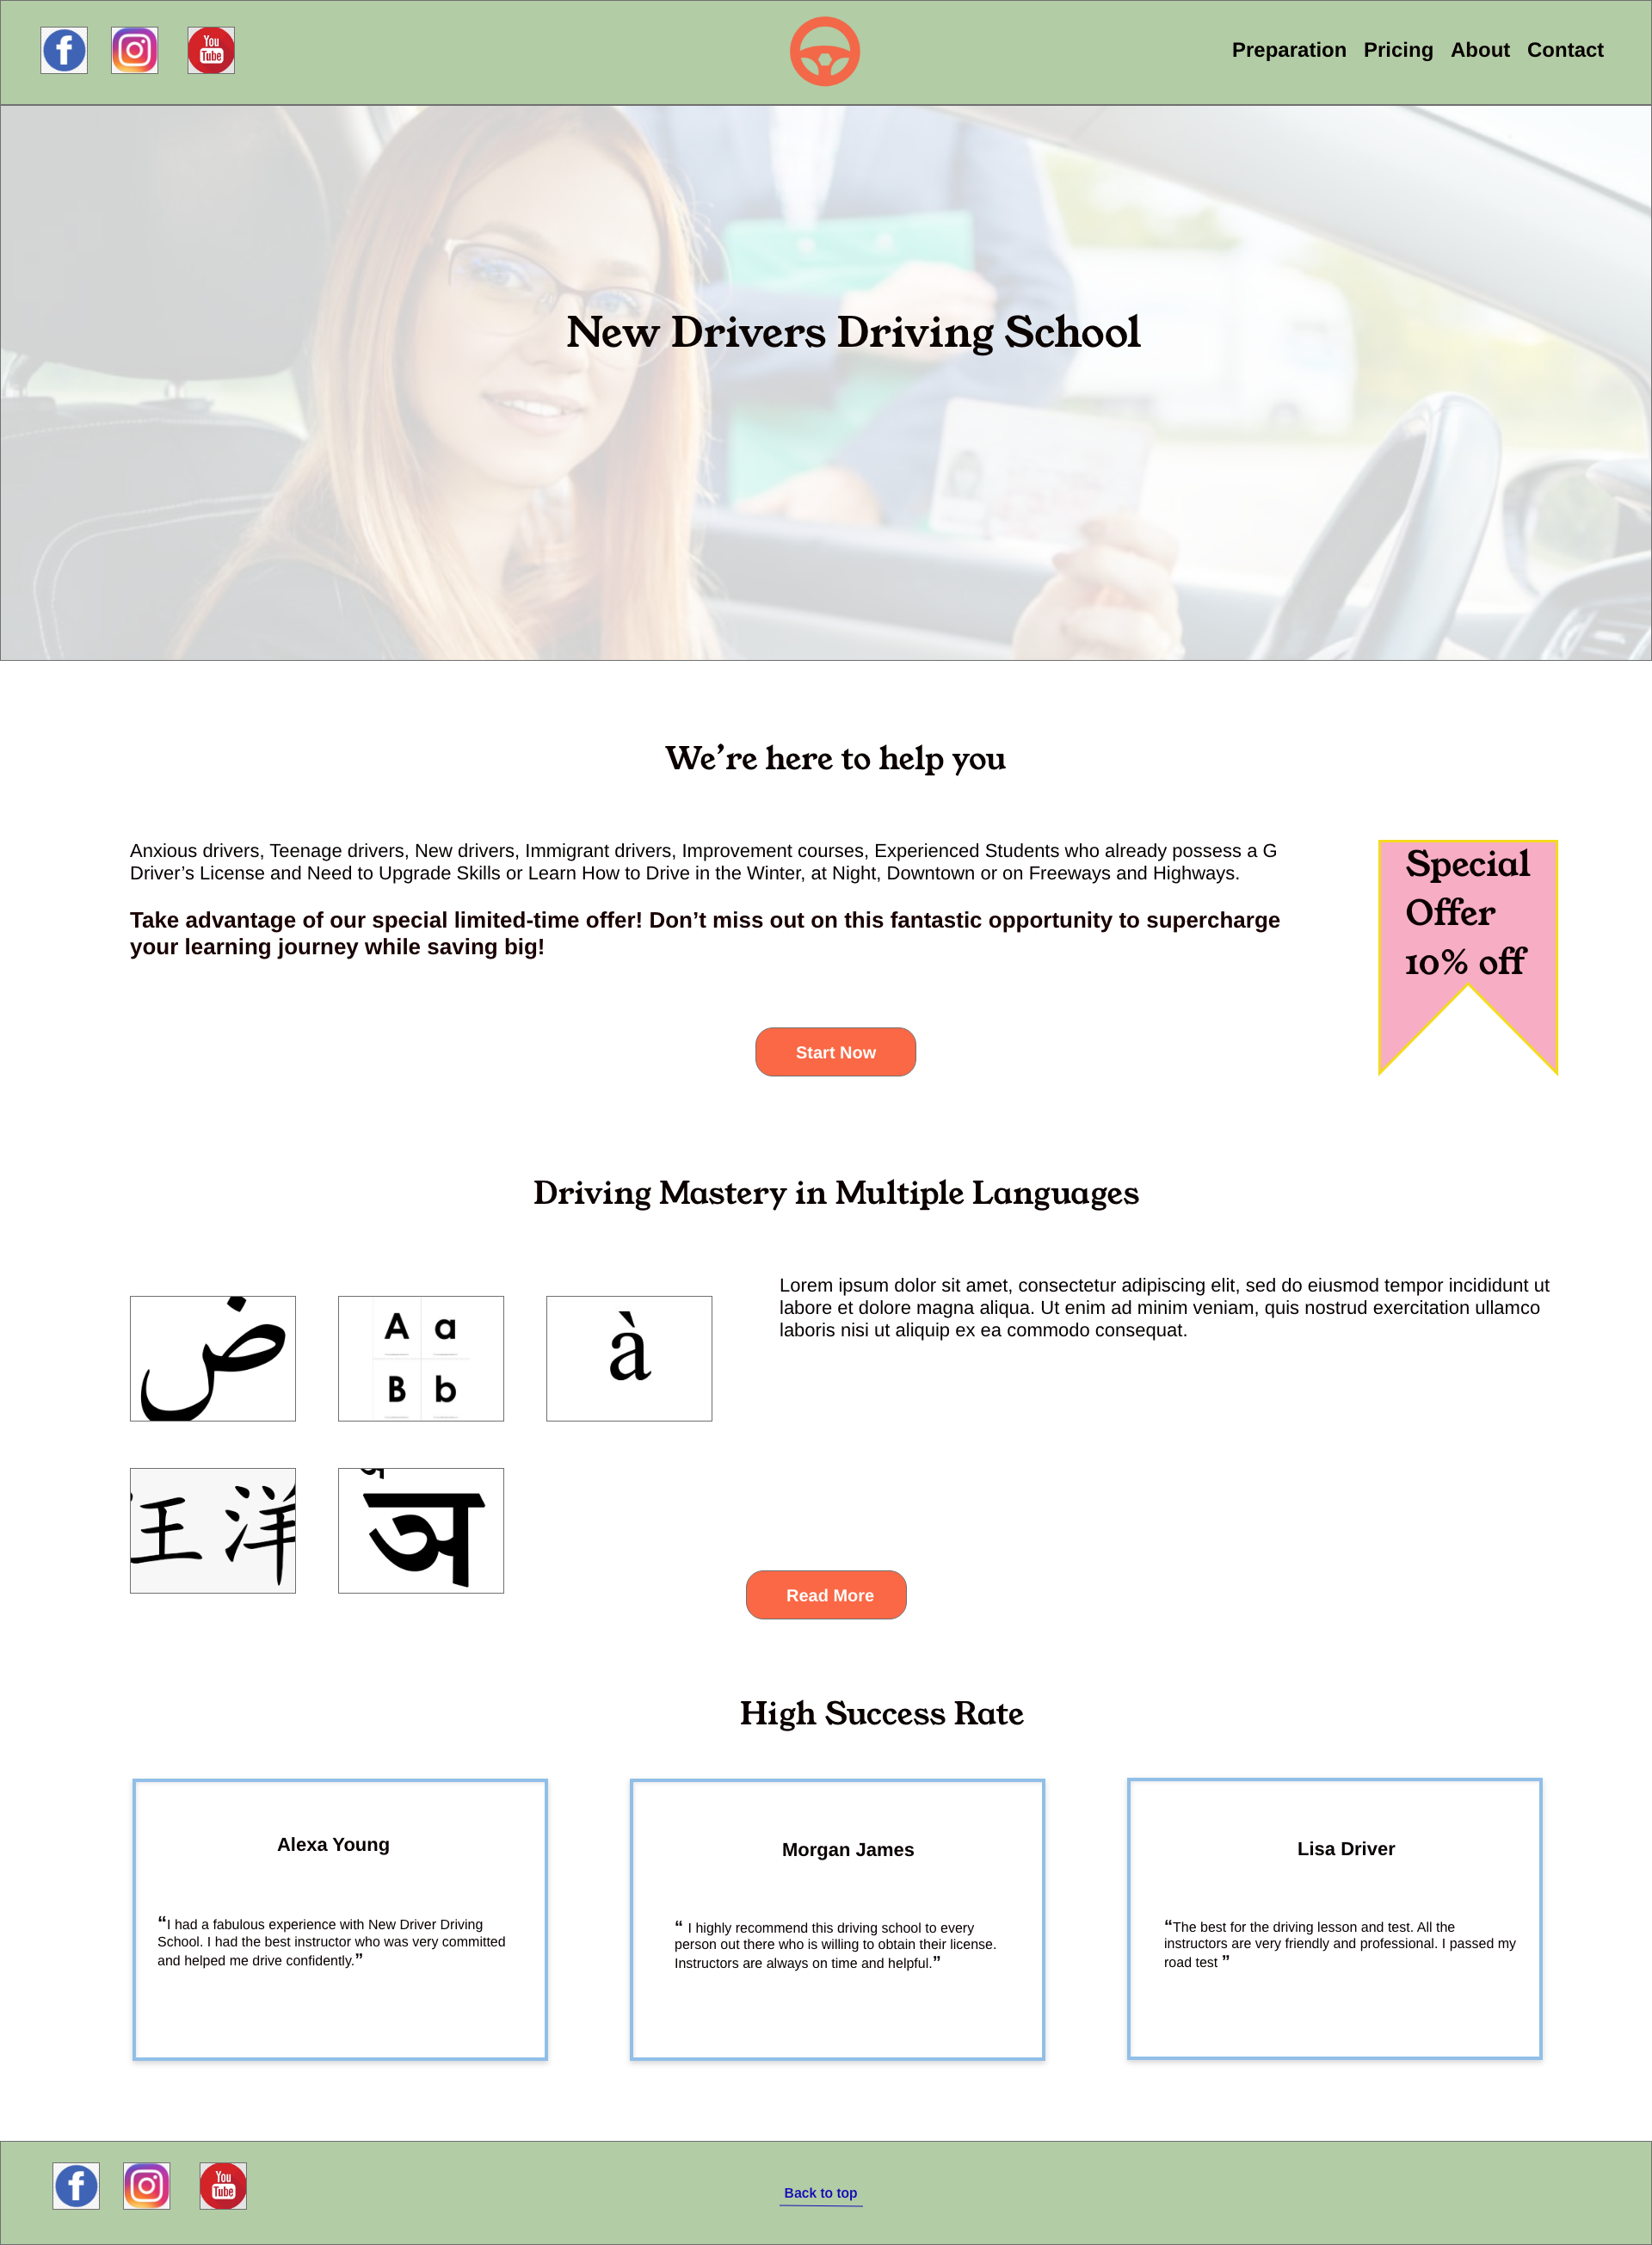 You
Tube
Preparation Pricing About Contact
New Drivers Driving School
We’re here to help you
Anxious drivers, Teenage drivers, New drivers, Immigrant drivers, Improvement courses, Experienced Students who already possess a G
Driver’s License and Need to Upgrade Skills or Learn How to Drive in the Winter, at Night, Downtown or on Freeways and Highways.
Take advantage of our special limited-time offer! Don’t miss out on this fantastic opportunity to supercharge
your learning journey while saving big!
Special
Offer
10% off
Start Now
Driving Mastery in Multiple Languages
ض
A a
B b
à
Lorem ipsum dolor sit amet, consectetur adipiscing elit, sed do eiusmod tempor incididunt ut
labore et dolore magna aliqua. Ut enim ad minim veniam, quis nostrud exercitation ullamco
laboris nisi ut aliquip ex ea commodo consequat.
洋
Read More
High Success Rate
Alexa Young
“I had a fabulous experience with New Driver Driving
School. I had the best instructor who was very committed
and helped me drive confidently.”
Morgan James
“ I highly recommend this driving school to every
person out there who is willing to obtain their license.
Instructors are always on time and helpful.”
Lisa Driver
“The best for the driving lesson and test. All the
instructors are very friendly and professional. I passed my
road test ”
You
Tube
Back to top